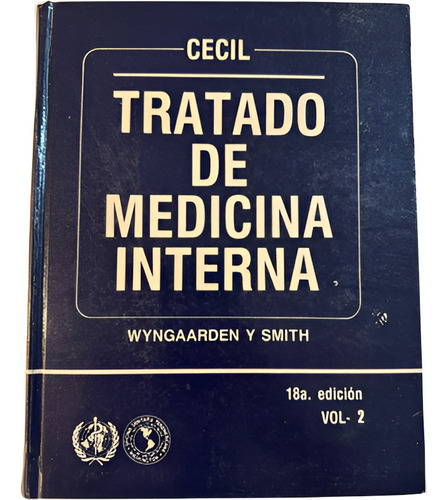 CECIL
TRATADO
DE
MEDICINA
INTERNA
WYNGAARDEN Y SMITH
18a. edición
VOL- 2